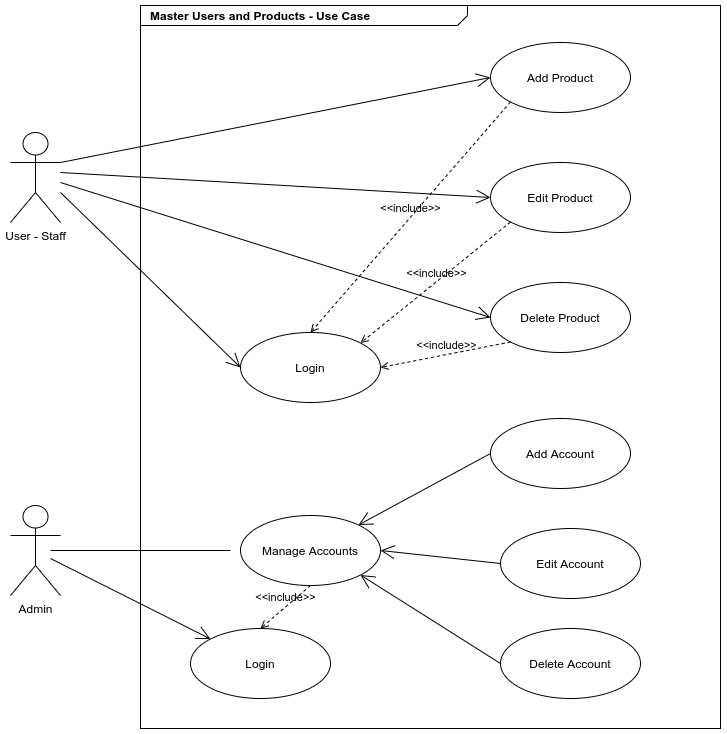 Master Users and Products - Use Case
Add Product
Edit Product
<<include>>
User - Staff
<<include>>
Delete Product
<<include>>
Login
Add Account
Manage Accounts
Edit Account
<<include>>
Admin
Login
Delete Account